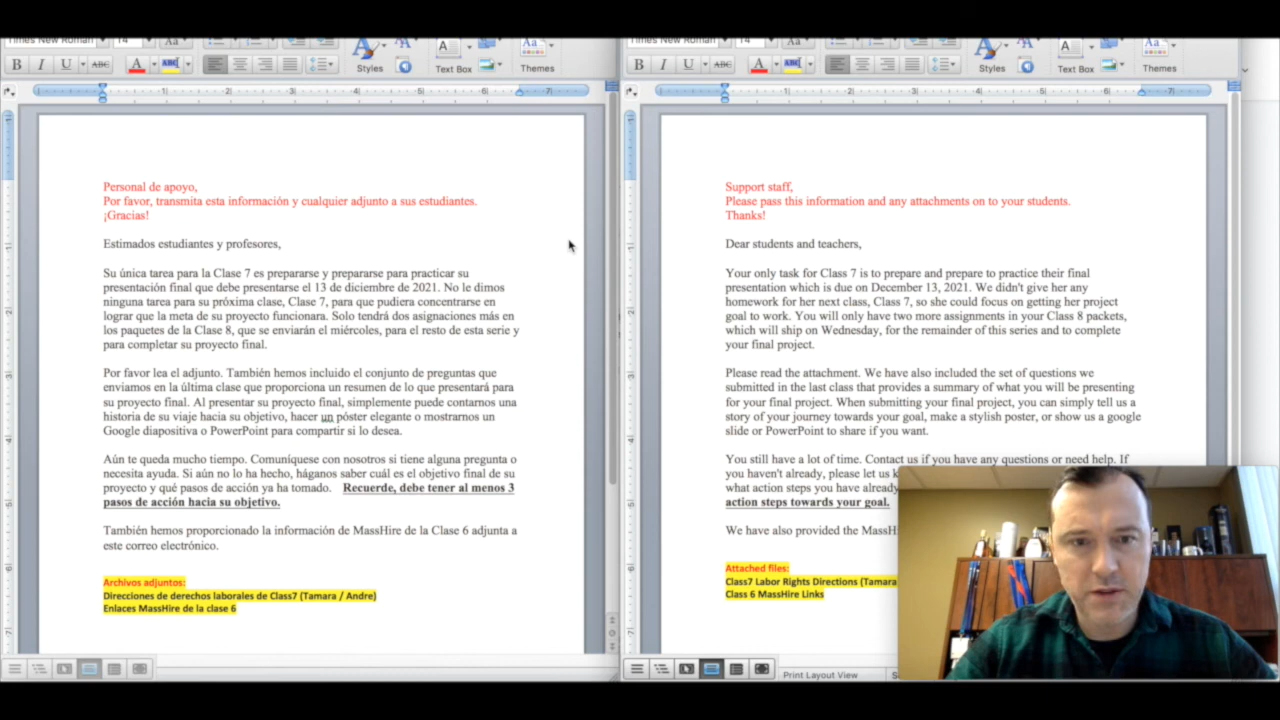 Times New Roman 14 Aa
B I U ABC A ABC Styles A Text Box Themes
Personal de apoyo,
Por favor, transmita esta información y cualquier adjunto a sus estudiantes.
¡Gracias!
Estimados estudiantes y profesores,
Su única tarea para la Clase 7 es prepararse y prepararse para practicar su
presentación final que debe presentarse el 13 de diciembre de 2021. No le dimos
ninguna tarea para su próxima clase, Clase 7, para que pudiera concentrarse en
lograr que la meta de su proyecto funcionara. Solo tendrá dos asignaciones más en
los paquetes de la Clase 8, que se enviarán el miércoles, para el resto de esta serie y
para completar su proyecto final.
Por favor lea el adjunto. También hemos incluido el conjunto de preguntas que
enviamos en la última clase que proporciona un resumen de lo que presentará para
su proyecto final. Al presentar su proyecto final, simplemente puede contarnos una
historia de su viaje hacia su objetivo, hacer un póster elegante o mostrarnos un
Google diapositiva o PowerPoint para compartir si lo desea.
Aún te queda mucho tiempo. Comuníquese con nosotros si tiene alguna pregunta o
necesita ayuda. Si aún no lo ha hecho, háganos saber cuál es el objetivo final de su
proyecto y qué pasos de acción ya ha tomado. Recuerde, debe tener al menos 3
pasos de acción hacia su objetivo.
También hemos proporcionado la información de MassHire de la Clase 6 adjunta a
este correo electrónico.
Archivos adjuntos:
Direcciones de derechos laborales de Class7 (Tamara / Andre)
Enlaces MassHire de la clase 6
Times New Roman 14 Aa
B I U ABC A ABC Styles A Text Box Themes
Support staff,
Please pass this information and any attachments on to your students.
Thanks!
Dear students and teachers,
Your only task for Class 7 is to prepare and prepare to practice their final
presentation which is due on December 13, 2021. We didn't give her any
homework for her next class, Class 7, so she could focus on getting her project
goal to work. You will only have two more assignments in your Class 8 packets,
which will ship on Wednesday, for the remainder of this series and to complete
your final project.
Please read the attachment. We have also included the set of questions we
submitted in the last class that provides a summary of what you will be presenting
for your final project. When submitting your final project, you can simply tell us a
story of your journey towards your goal, make a stylish poster, or show us a google
slide or PowerPoint to share if you want.
You still have a lot of time. Contact us if you have any questions or need help. If
you haven't already, please let us
what action steps you have already
action steps towards your goal.
We have also provided the
Attached files:
Class7 Labor Rights Directions (Tamara
Class 6 MassHire Links
Print Layout View